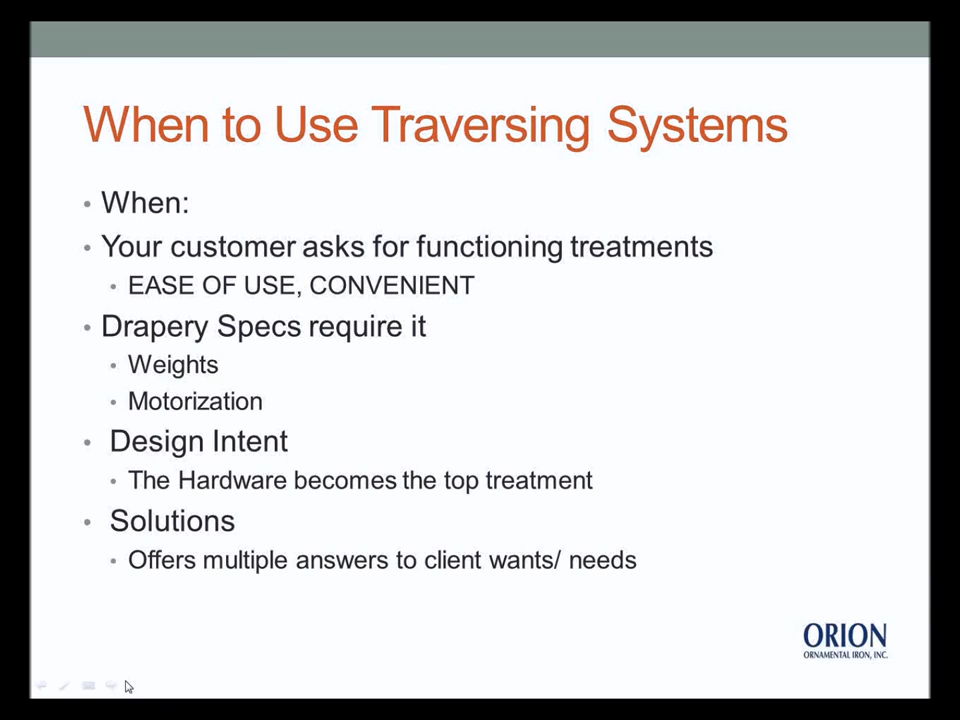 When to Use Traversing Systems
• When:
• Your customer asks for functioning treatments
• EASE OF USE, CONVENIENT
• Drapery Specs require it
• Weights
• Motorization
• Design Intent
• The Hardware becomes the top treatment
• Solutions
• Offers multiple answers to client wants/ needs
ORION
ORNAMENTAL IRON, INC.